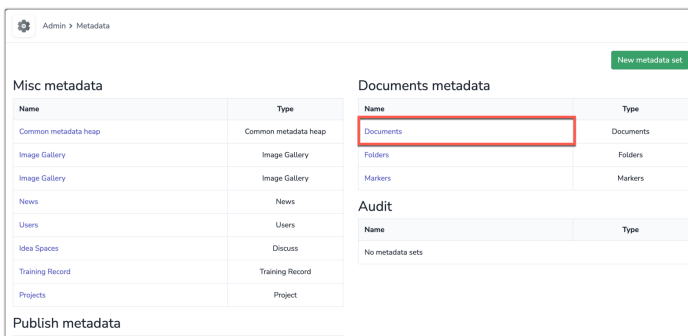 Admin > Metadata
New metadata set
Misc metadata
Name Type
Common metadata heap Common metadata heap
Image Gallery Image Gallery
Image Gallery Image Gallery
News News
Users Users
Idea Spaces Discuss
Training Record Training Record
Projects Project
Publish metadata
Documents metadata
Name Type
Documents Documents
Folders Folders
Markers Markers
Audit
Name Type
No metadata sets